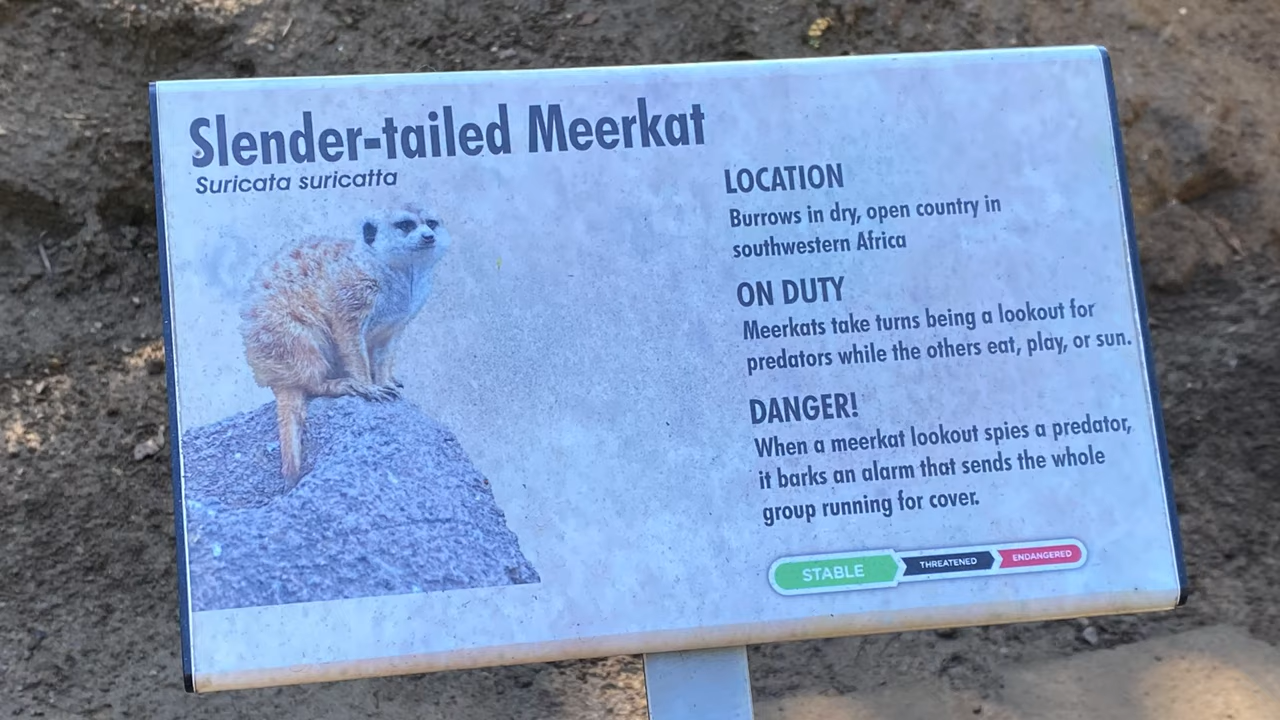 Slender-tailed Meerkat
Suricata suricatta
LOCATION
Burrows in dry, open country in
southwestern Africa
ON DUTY
Meerkats take turns being a lookout for
predators while the others eat, play, or sun.
DANGER!
When a meerkat lookout spies a predator,
it barks an alarm that sends the whole
group running for cover.
STABLE THREATENED ENDANGERED